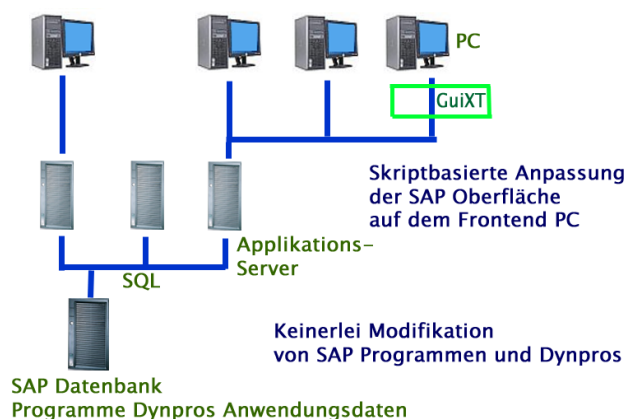 PC
GuiXT
Skriptbasierte Anpassung
der SAP Oberfläche
auf dem Frontend PC
Applikations-
Server
SQL
Keinerlei Modifikation
von SAP Programmen und Dynpros
SAP Datenbank
Programme Dynpros Anwendungsdaten